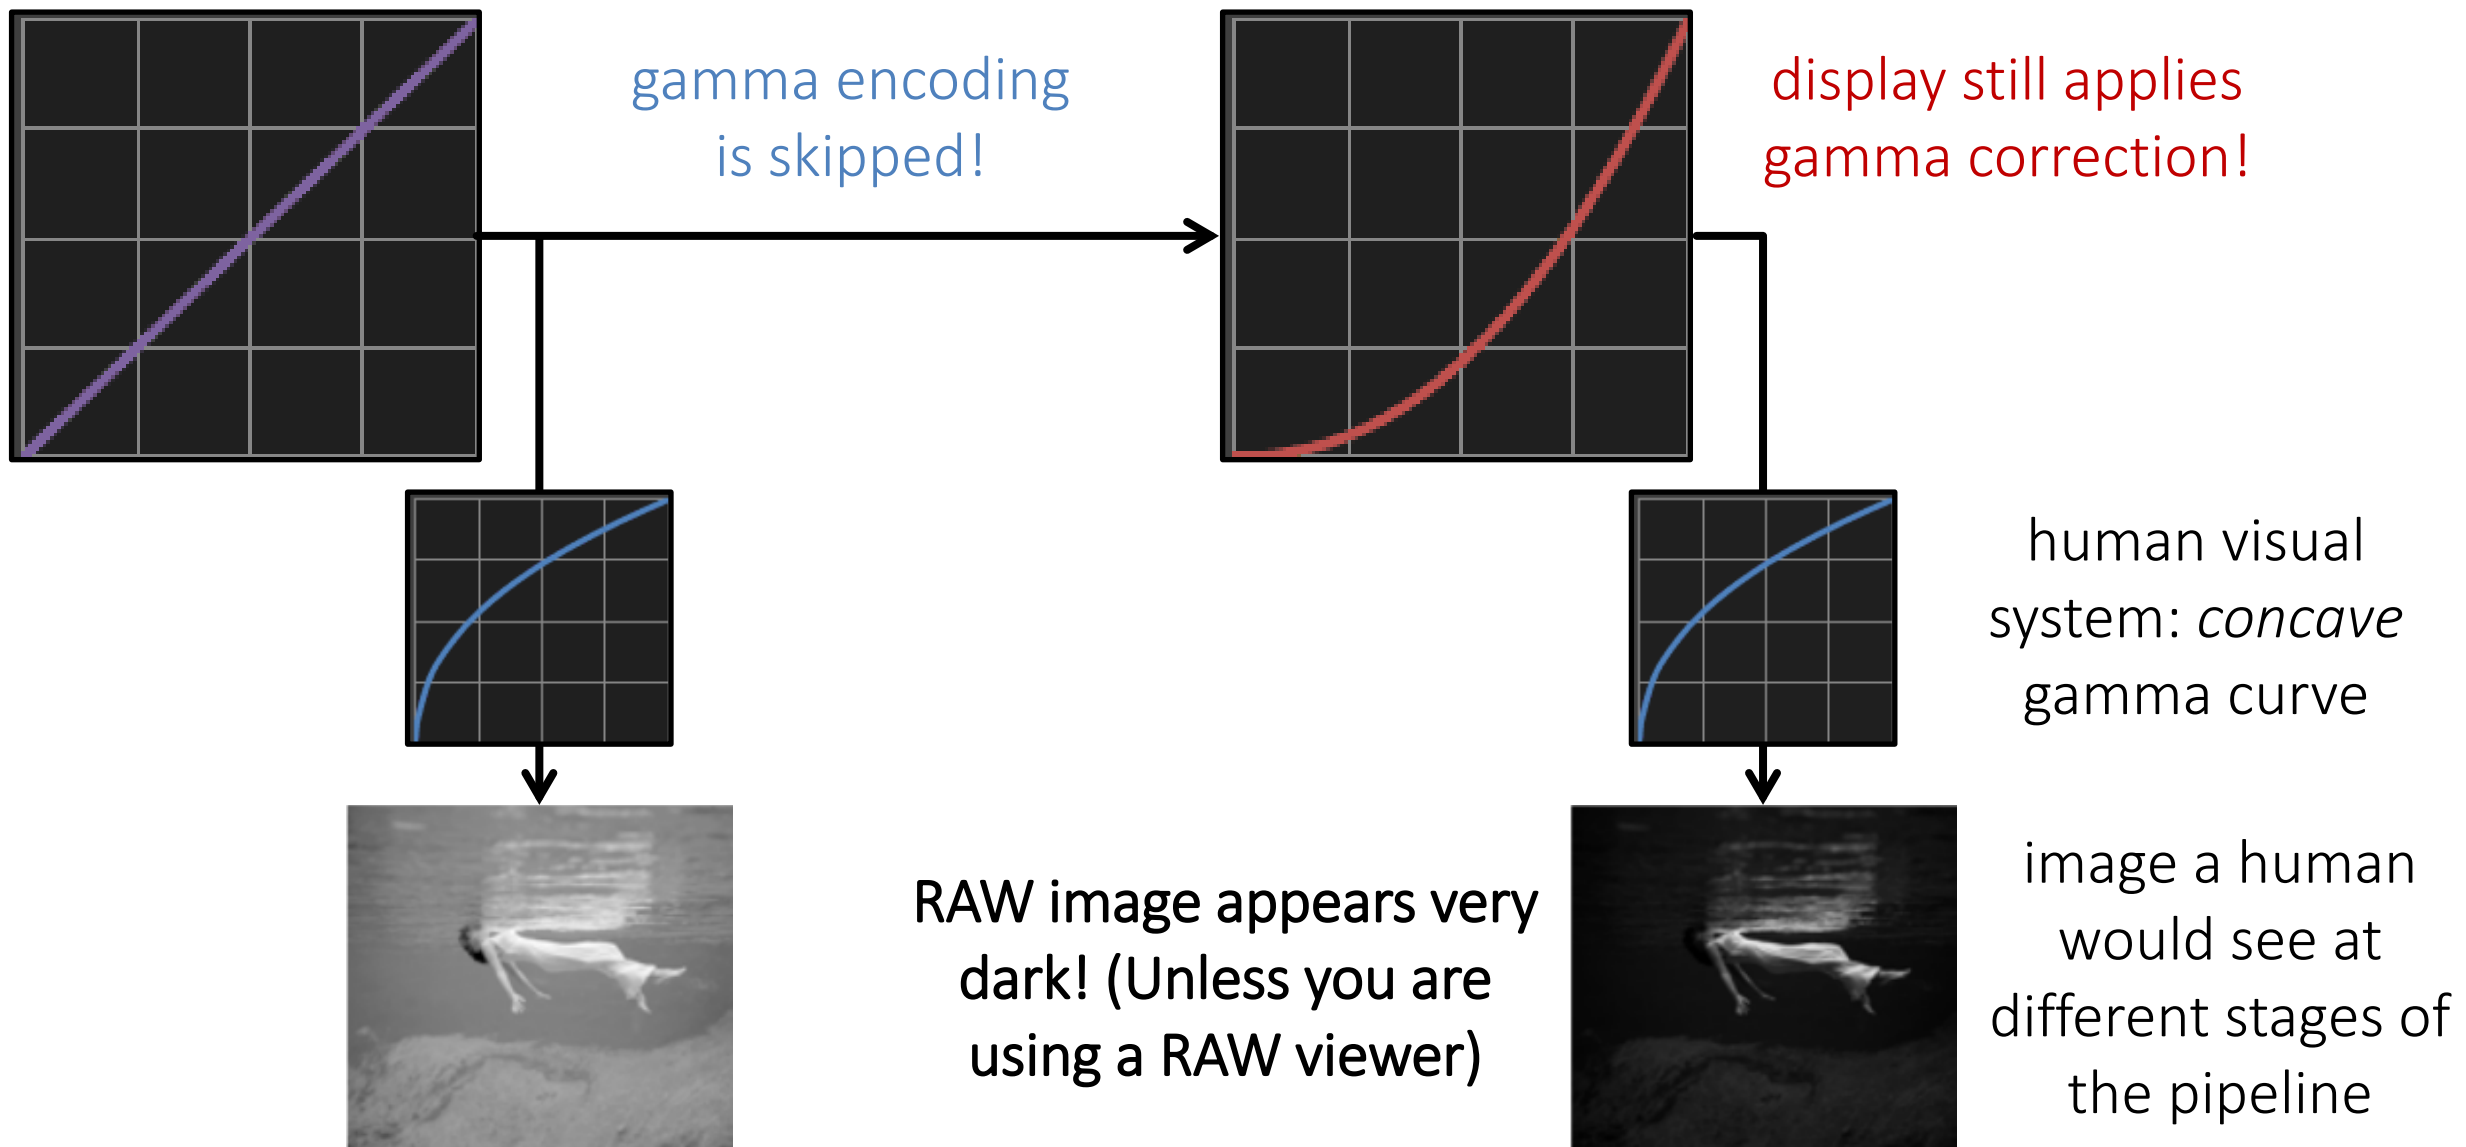 gamma encoding
is skipped!
display still applies
gamma correction!
human visual
system: concave
gamma curve
RAW image appears very
dark! (Unless you are
using a RAW viewer)
image a human
would see at
different stages of
the pipeline